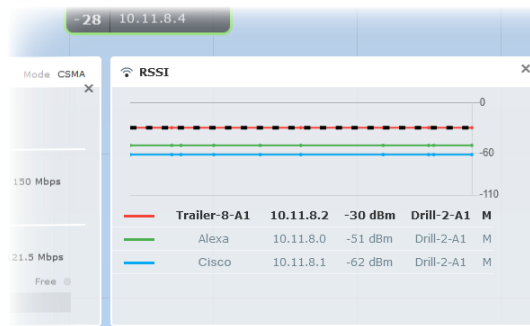 -28 10.11.8.4
Mode CSMA
150 Mbps
21.5 Mbps
Free
RSSI
0
-60
-110
Trailer-8-A1 10.11.8.2 -30 dBm Drill-2-A1 M
Alexa 10.11.8.0 -51 dBm Drill-2-A1 M
Cisco 10.11.8.1 -62 dBm Drill-2-A1 M